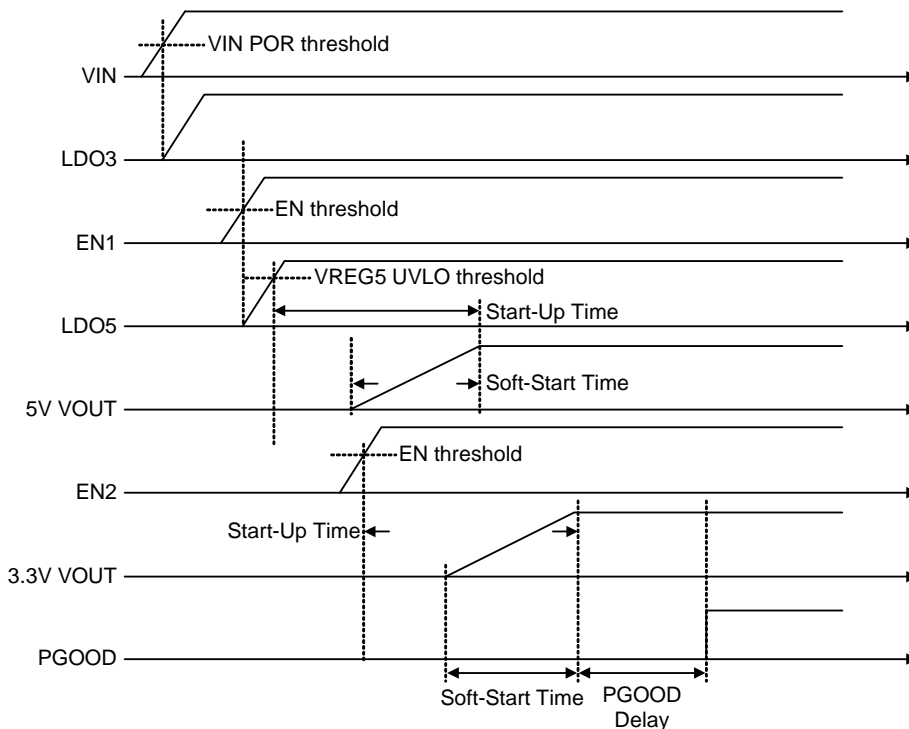 VIN POR threshold
VIN
LDO3
EN threshold
EN1
VREG5 UVLO threshold
Start-Up Time
LDO5
Soft-Start Time
5V VOUT
EN threshold
EN2
Start-Up Time
3.3V VOUT
PGOOD
Soft-Start Time
PGOOD
Delay